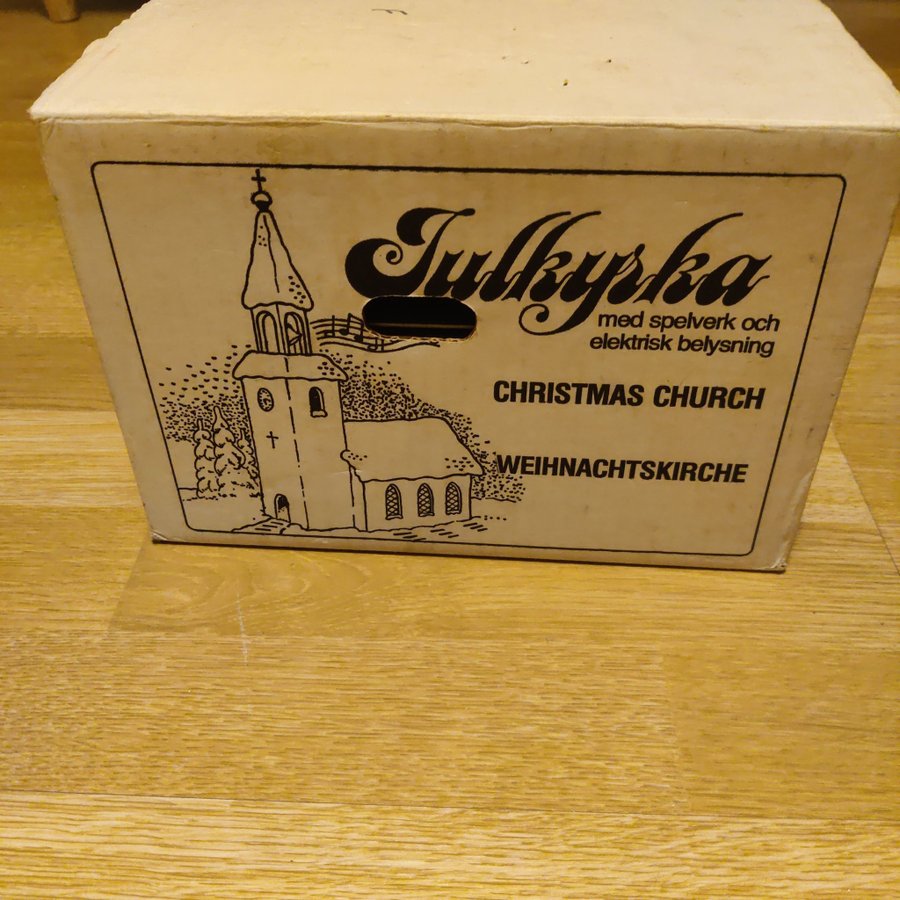 Julkyrka
med spelverk och
elektrisk belysning
CHRISTMAS CHURCH
WEIHNACHTSKIRCHE